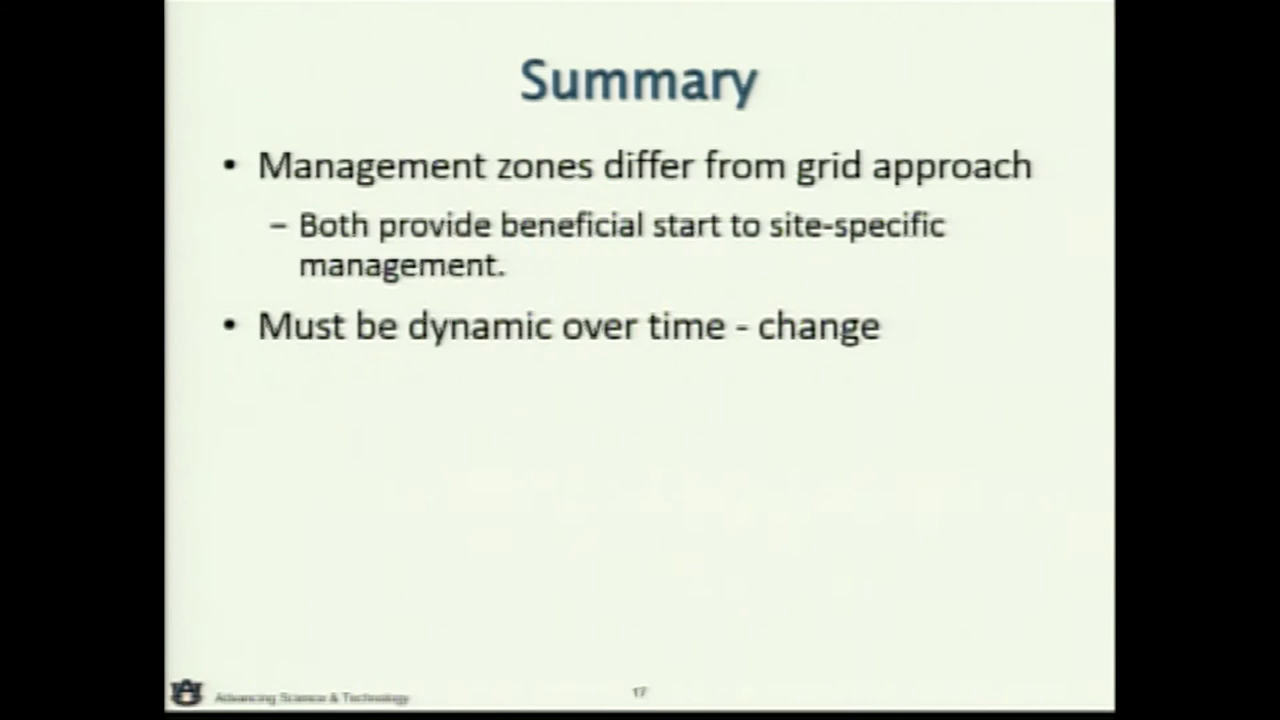 Summary
• Management zones differ from grid approach
– Both provide beneficial start to site-specific
management.
• Must be dynamic over time - change
Advancing Science & Technology
17